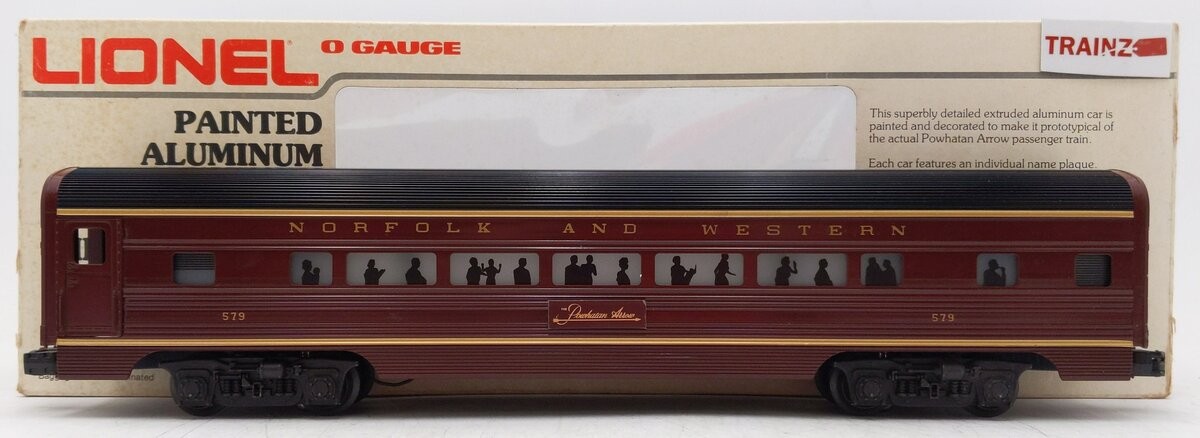 LIONEL O GAUGE
TRAINZ
PAINTED
ALUMINUM
This superbly detailed extruded aluminum car is
painted and decorated to make it prototypical of
the actual Powhatan Arrow passenger train.
Each car features an individual name plaque.
NORFOLK AND WESTERN
579
THE Powhatan Arrow
579